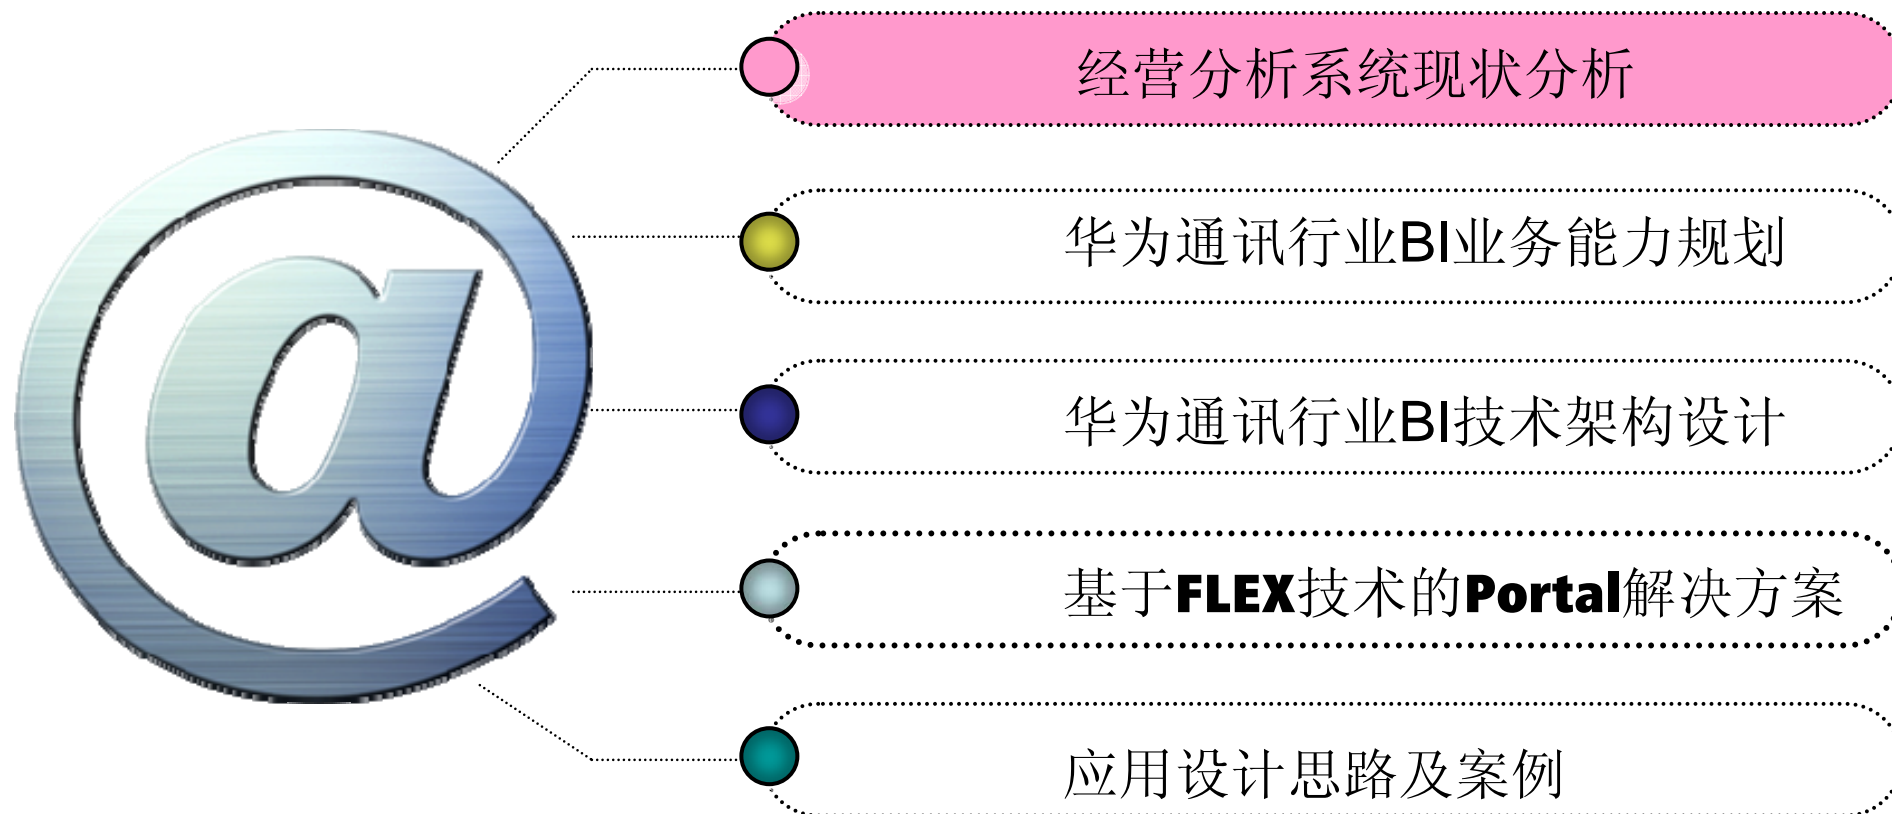 经营分析系统现状分析
华为通讯行业BI业务能力规划
华为通讯行业BI技术架构设计
基于FLEX技术的Portal解决方案
应用设计思路及案例